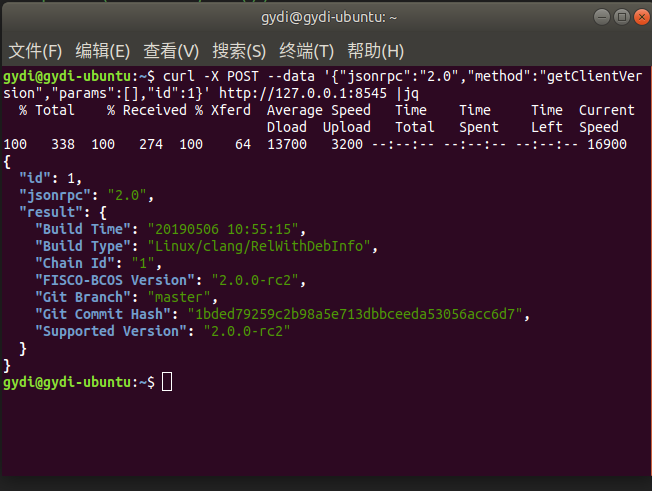 gydi@gydi-ubuntu: ~
文件(F) 编辑(E) 查看(V) 搜索(S) 终端(T) 帮助(H)
gydi@gydi-ubuntu:~$ curl -X POST --data '{"jsonrpc":"2.0","method":"getClientVer
sion","params":[],"id":1}' http://127.0.0.1:8545 |jq
  % Total    % Received % Xferd  Average Speed   Time    Time     Time  Current
                                 Dload  Upload   Total   Spent    Left  Speed
100   338  100   274  100    64  13700   3200 --:--:-- --:--:-- --:--:-- 16900
{
  "id": 1,
  "jsonrpc": "2.0",
  "result": {
    "Build Time": "20190506 10:55:15",
    "Build Type": "Linux/clang/RelWithDebInfo",
    "Chain Id": "1",
    "FISCO-BCOS Version": "2.0.0-rc2",
    "Git Branch": "master",
    "Git Commit Hash": "1bded79259c2b98a5e713dbbceeda53056acc6d7",
    "Supported Version": "2.0.0-rc2"
  }
}
gydi@gydi-ubuntu:~$